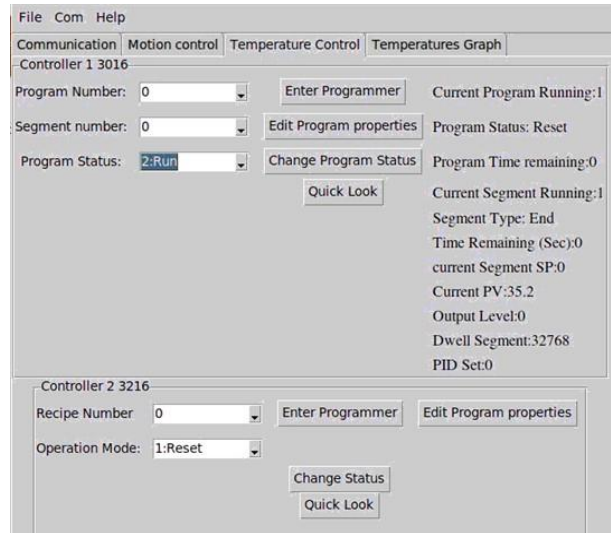 File Com Help
Communication Motion control Temperature Control Temperatures Graph
Controller 1 3016
Program Number: 0 Enter Programmer Current Program Running:1
Segment number: 0 Edit Program properties Program Status: Reset
Program Status: 2:Run Change Program Status Program Time remaining:0
Quick Look Current Segment Running:1
Segment Type: End
Time Remaining (Sec):0
current Segment SP:0
Current PV:35.2
Output Level:0
Dwell Segment:32768
PID Set:0
Controller 2 3216
Recipe Number 0 Enter Programmer Edit Program properties
Operation Mode: 1:Reset
Change Status
Quick Look